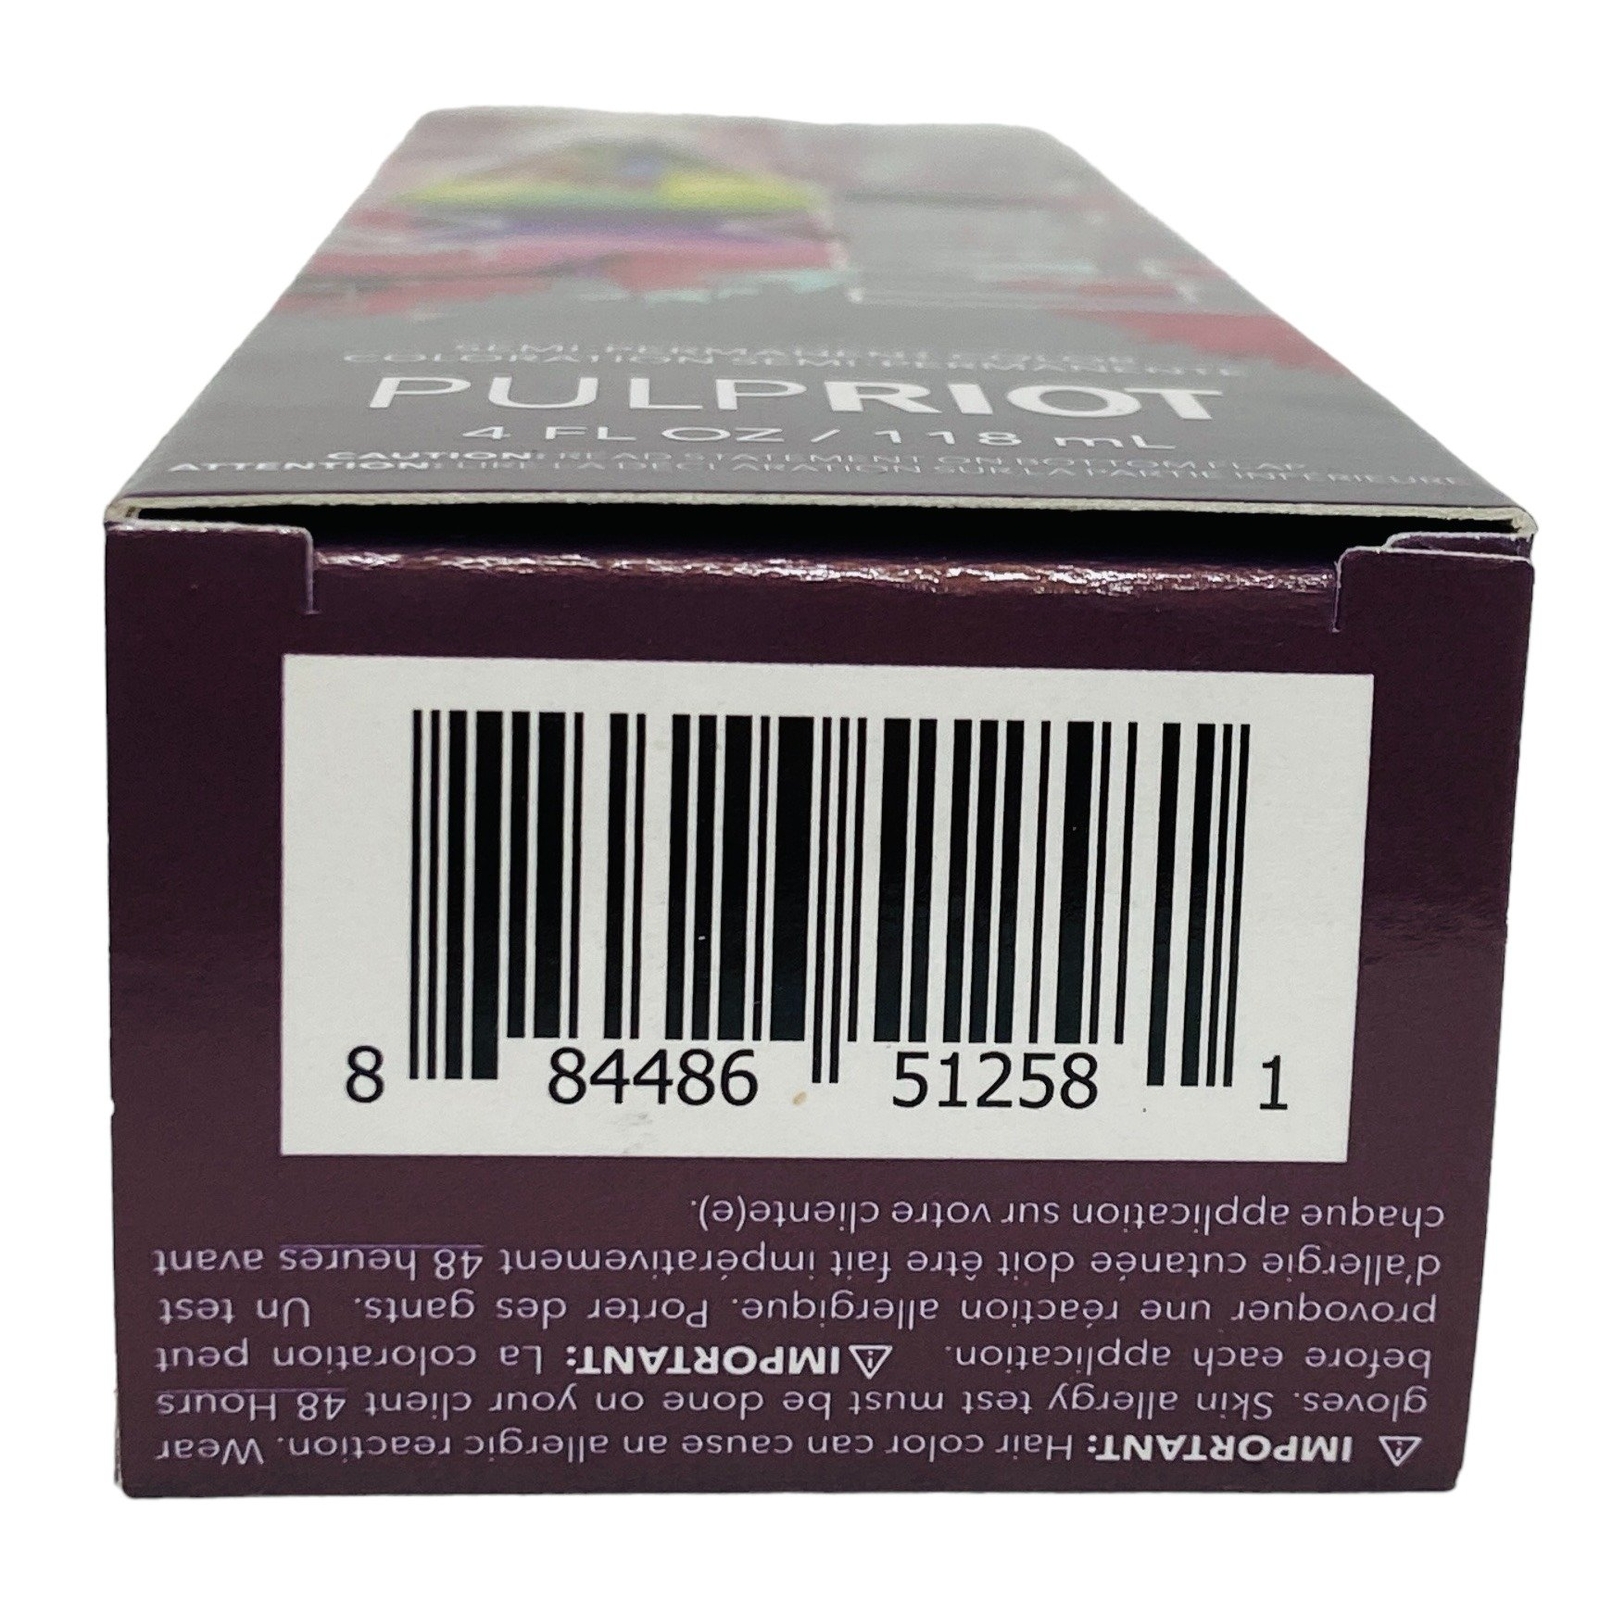 SEMI-PERMANENT COLOR
COLORATION SEMI-PERMANENTE
PULPRIOT
4 FL OZ / 118 mL
CAUTION: READ STATEMENT ON BOTTOM FLAP
ATTENTION: LIRE LA DÉCLARATION SUR LA PARTIE INFÉRIEURE
8 84486 51258 1
⚠ IMPORTANT: Hair color can cause an allergic reaction. Wear
gloves. Skin allergy test must be done on your client 48 Hours
before each application. ⚠ IMPORTANT: La coloration peut
provoquer une réaction allergique. Porter des gants. Un test
d'allergie cutanée doit être fait impérativement 48 heures avant
chaque application sur votre cliente(e).